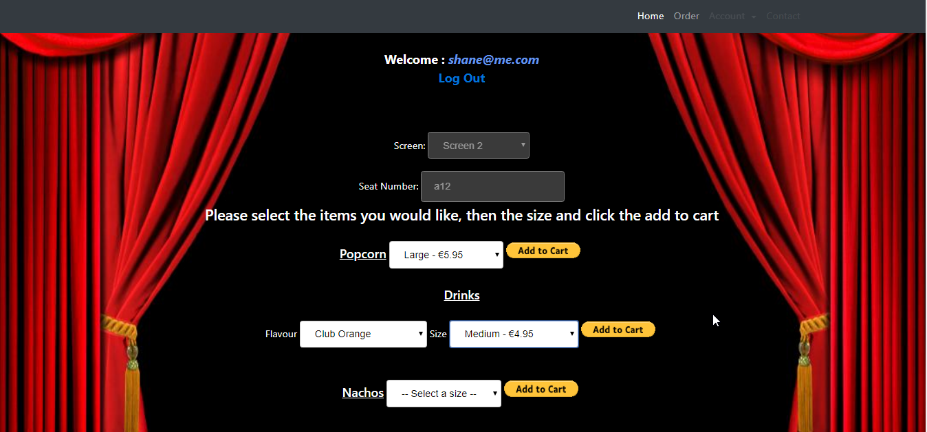 Home Order Account Contact
Welcome : shane@me.com
Log Out
Screen: Screen 2
Seat Number: a12
Please select the items you would like, then the size and click the add to cart
Popcorn Large - €5.95 Add to Cart
Drinks
Flavour Club Orange Size Medium - €4.95 Add to Cart
Nachos -- Select a size -- Add to Cart